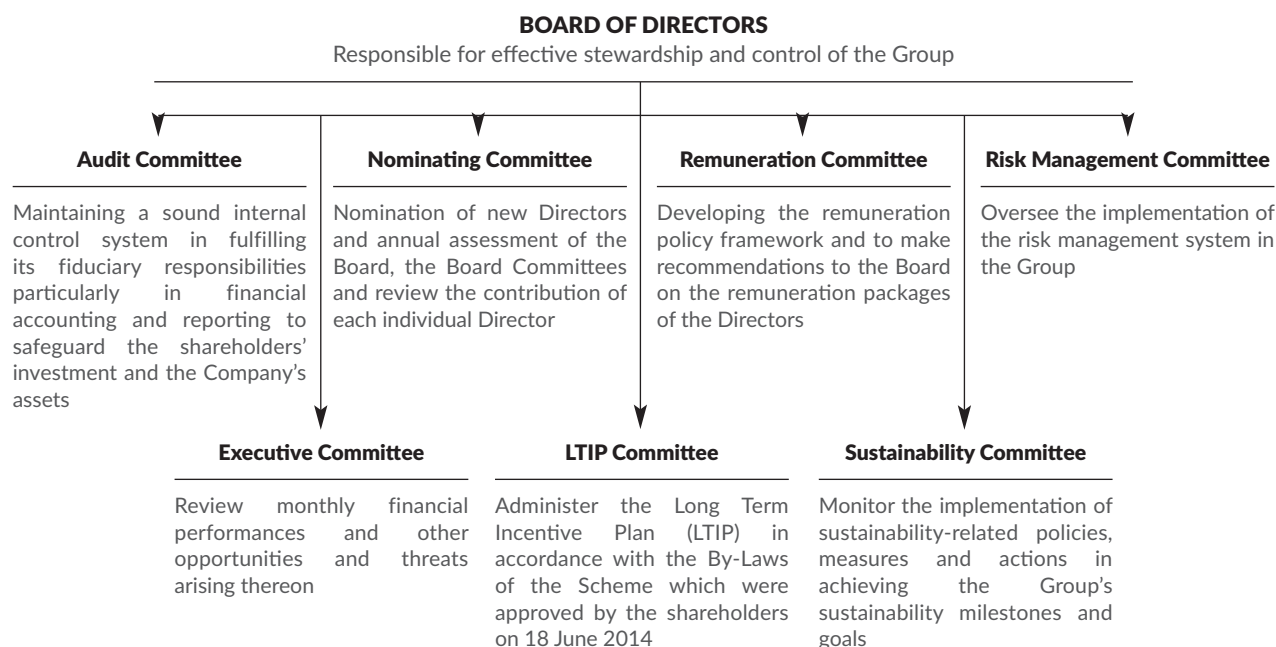 BOARD OF DIRECTORS
Responsible for effective stewardship and control of the Group
Audit Committee
Maintaining a sound internal
control system in fulfilling
its fiduciary responsibilities
particularly in financial
accounting and reporting to
safeguard the shareholders'
investment and the Company's
assets
Nominating Committee
Nomination of new Directors
and annual assessment of the
Board, the Board Committees
and review the contribution of
each individual Director
Remuneration Committee
Developing the remuneration
policy framework and to make
recommendations to the Board
on the remuneration packages
of the Directors
Risk Management Committee
Oversee the implementation of
the risk management system in
the Group
Executive Committee
Review monthly financial
performances and other
opportunities and threats
arising thereon
LTIP Committee
Administer the Long Term
Incentive Plan (LTIP) in
accordance with the By-Laws
of the Scheme which were
approved by the shareholders
on 18 June 2014
Sustainability Committee
Monitor the implementation of
sustainability-related policies,
measures and actions in
achieving the Group's
sustainability milestones and
goals